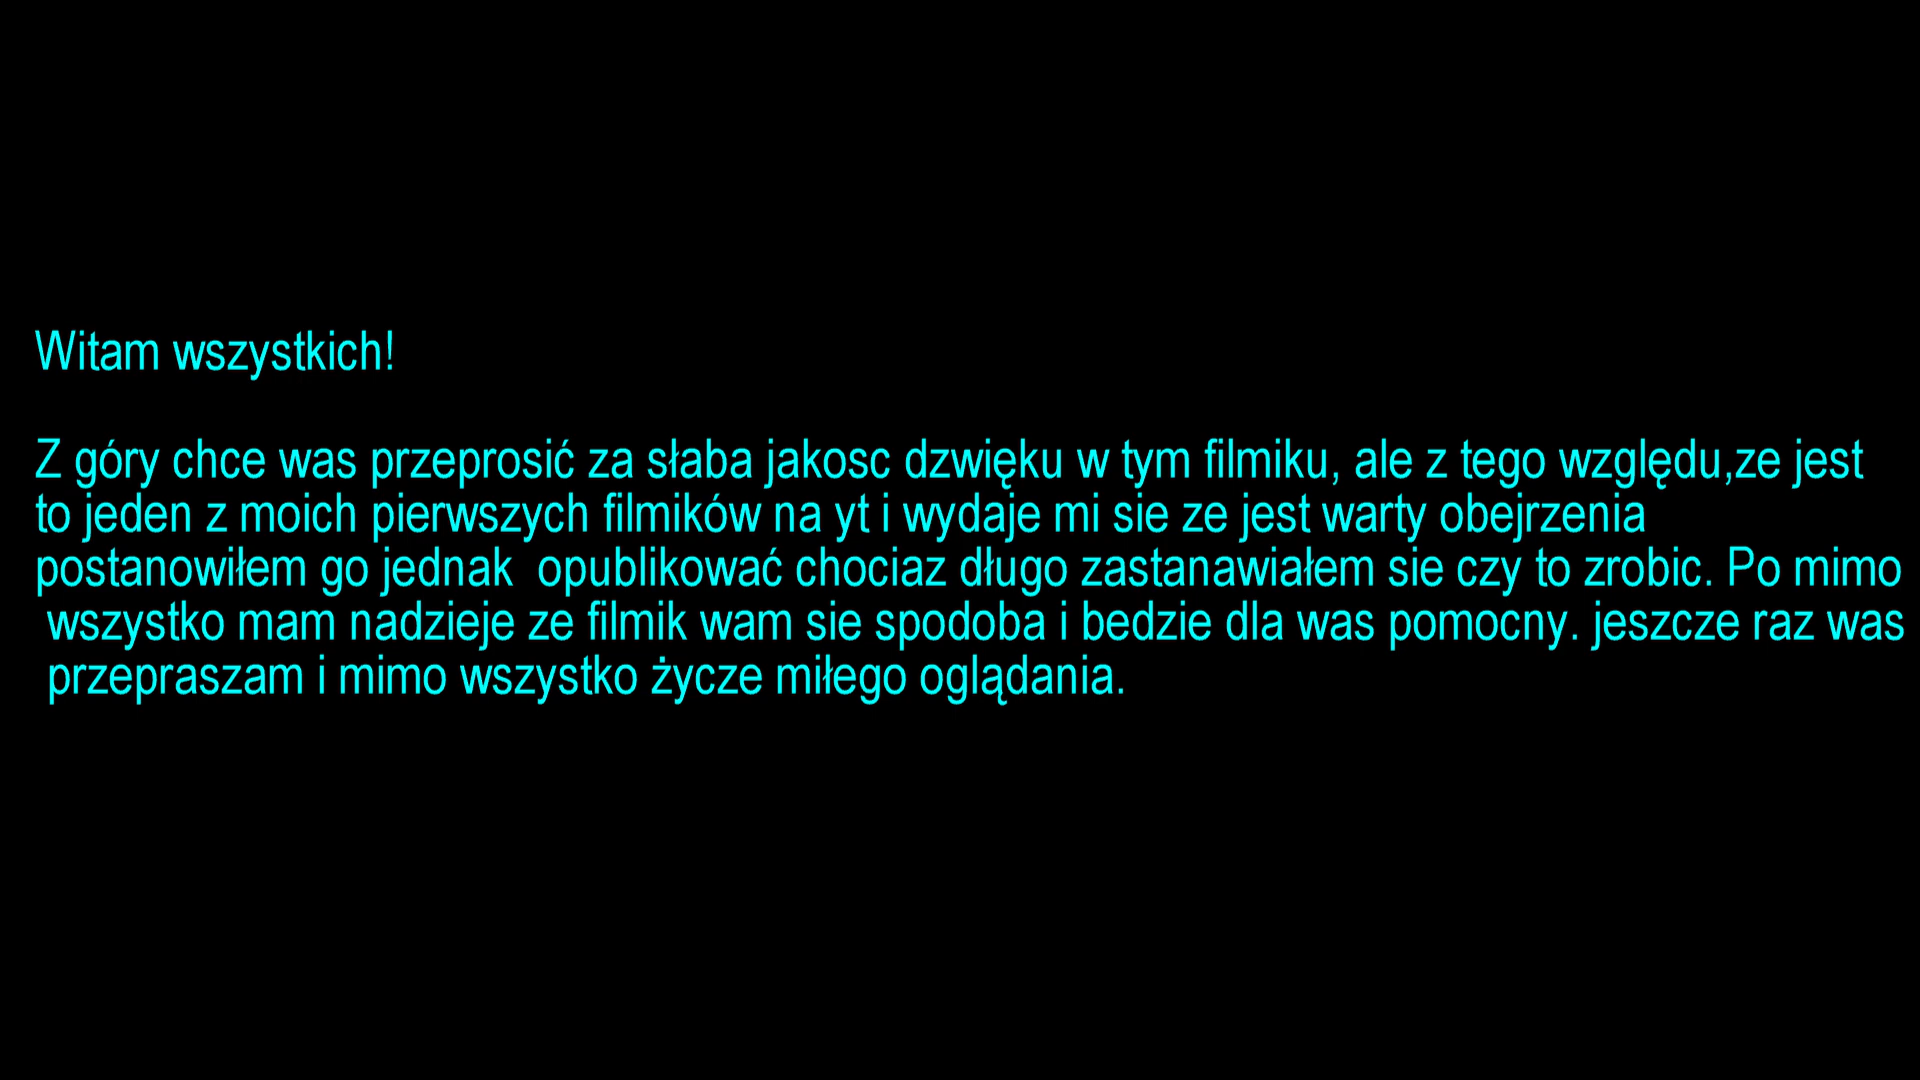 Witam wszystkich!
Z góry chce was przeprosić za słaba jakosc dzwięku w tym filmiku, ale z tego względu,ze jest
to jeden z moich pierwszych filmików na yt i wydaje mi sie ze jest warty obejrzenia
postanowiłem go jednak  opublikować chociaz długo zastanawiałem sie czy to zrobic. Po mimo
wszystko mam nadzieje ze filmik wam sie spodoba i bedzie dla was pomocny. jeszcze raz was
przepraszam i mimo wszystko życze miłego oglądania.